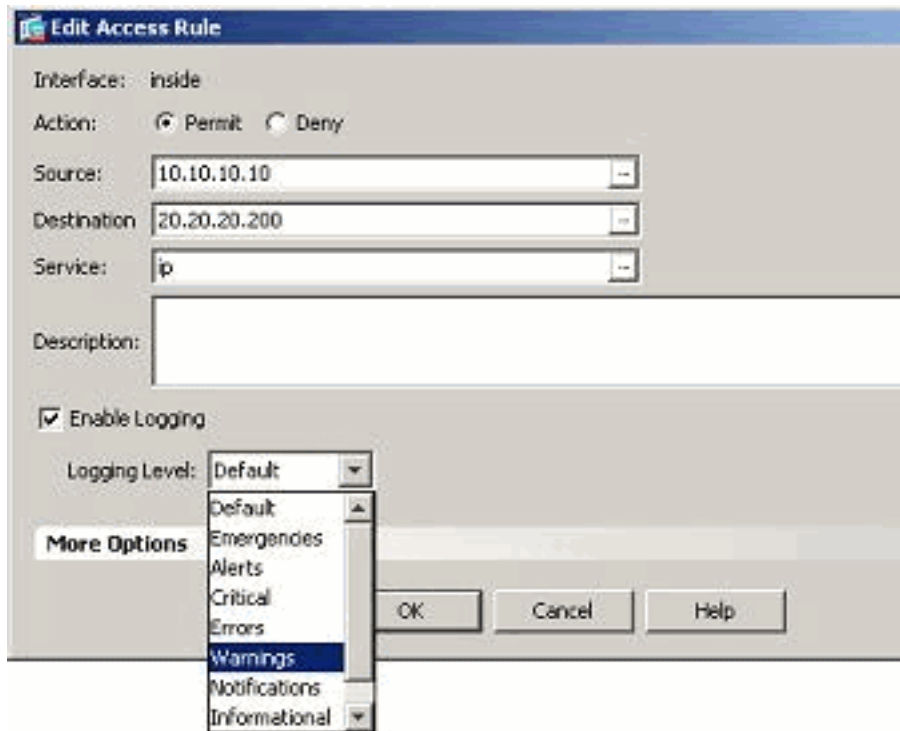 Edit Access Rule
Interface: inside
Action: Permit Deny
Source: 10.10.10.10 ...
Destination 20.20.20.200 ...
Service: ip ...
Description:
Enable Logging
Logging Level: Default
Default
Emergencies
Alerts
Critical
Errors
Warnings
Notifications
Informational
More Options
OK Cancel Help